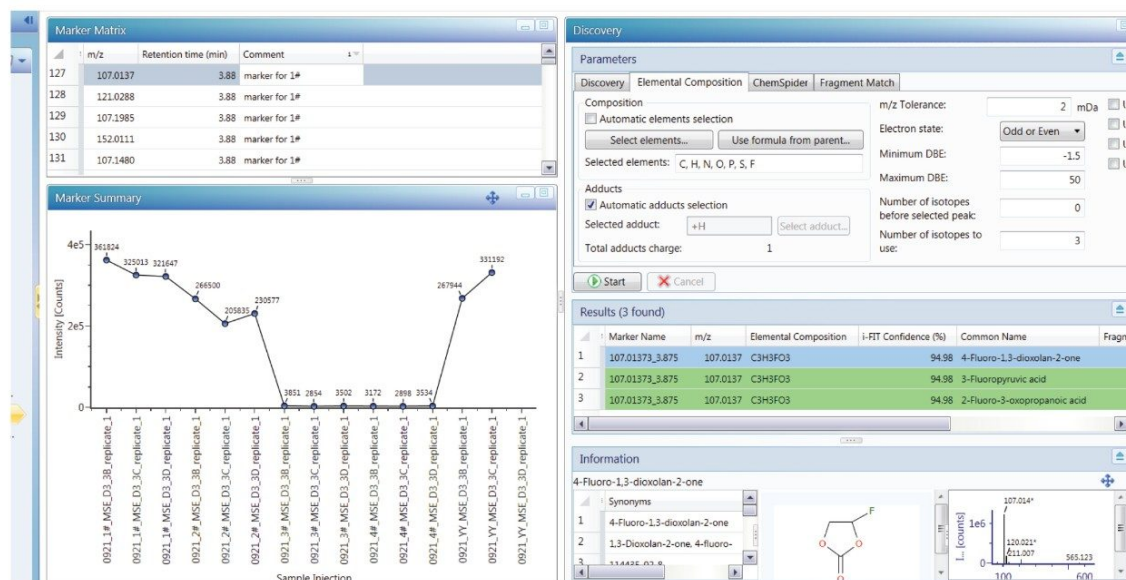 Marker Matrix
m/z Retention time (min) Comment 1
127 107.0137 3.88 marker for 1#
128 121.0288 3.88 marker for 1#
129 107.1985 3.88 marker for 1#
130 152.0111 3.88 marker for 1#
131 107.1480 3.88 marker for 1#
Marker Summary
Intensity [Counts]
4e5
2e5
0
361824
325013
321647
266500
205835
230577
3851
2854
3502
3172
2898
3534
267944
331192
0921_1#_MSE_D3_3B_replicate_1
0921_1#_MSE_D3_3C_replicate_1
0921_1#_MSE_D3_3D_replicate_1
0921_2#_MSE_D3_3B_replicate_1
0921_2#_MSE_D3_3C_replicate_1
0921_2#_MSE_D3_3D_replicate_1
0921_3#_MSE_D3_3B_replicate_1
0921_3#_MSE_D3_3C_replicate_1
0921_3#_MSE_D3_3D_replicate_1
0921_4#_MSE_D3_3B_replicate_1
0921_4#_MSE_D3_3C_replicate_1
0921_4#_MSE_D3_3D_replicate_1
0921_YY_MSE_D3_3B_replicate_1
0921_YY_MSE_D3_3C_replicate_1
0921_YY_MSE_D3_3D_replicate_1
Sample Injection
Discovery
Parameters
Discovery Elemental Composition ChemSpider Fragment Match
Composition
Automatic elements selection
Select elements... Use formula from parent...
Selected elements: C, H, N, O, P, S, F
Adducts
Automatic adducts selection
Selected adduct: +H Select adduct...
Total adducts charge: 1
m/z Tolerance: 2 mDa
Electron state: Odd or Even
Minimum DBE: -1.5
Maximum DBE: 50
Number of isotopes
before selected peak: 0
Number of isotopes to
use: 3
Start Cancel
Results (3 found)
Marker Name m/z Elemental Composition i-FIT Confidence (%) Common Name Fragn
1 107.01373_3.875 107.0137 C3H3FO3 94.98 4-Fluoro-1,3-dioxolan-2-one
2 107.01373_3.875 107.0137 C3H3FO3 94.98 3-Fluoropyruvic acid
3 107.01373_3.875 107.0137 C3H3FO3 94.98 2-Fluoro-3-oxopropanoic acid
Information
4-Fluoro-1,3-dioxolan-2-one
Synonyms
1 4-Fluoro-1,3-dioxolan-2-one
2 1,3-Dioxolan-2-one, 4-fluoro-
3 114435-02-8
F
O O
I... [counts]
1e6
0
107.014*
120.021*
211.007
565.123
100 600